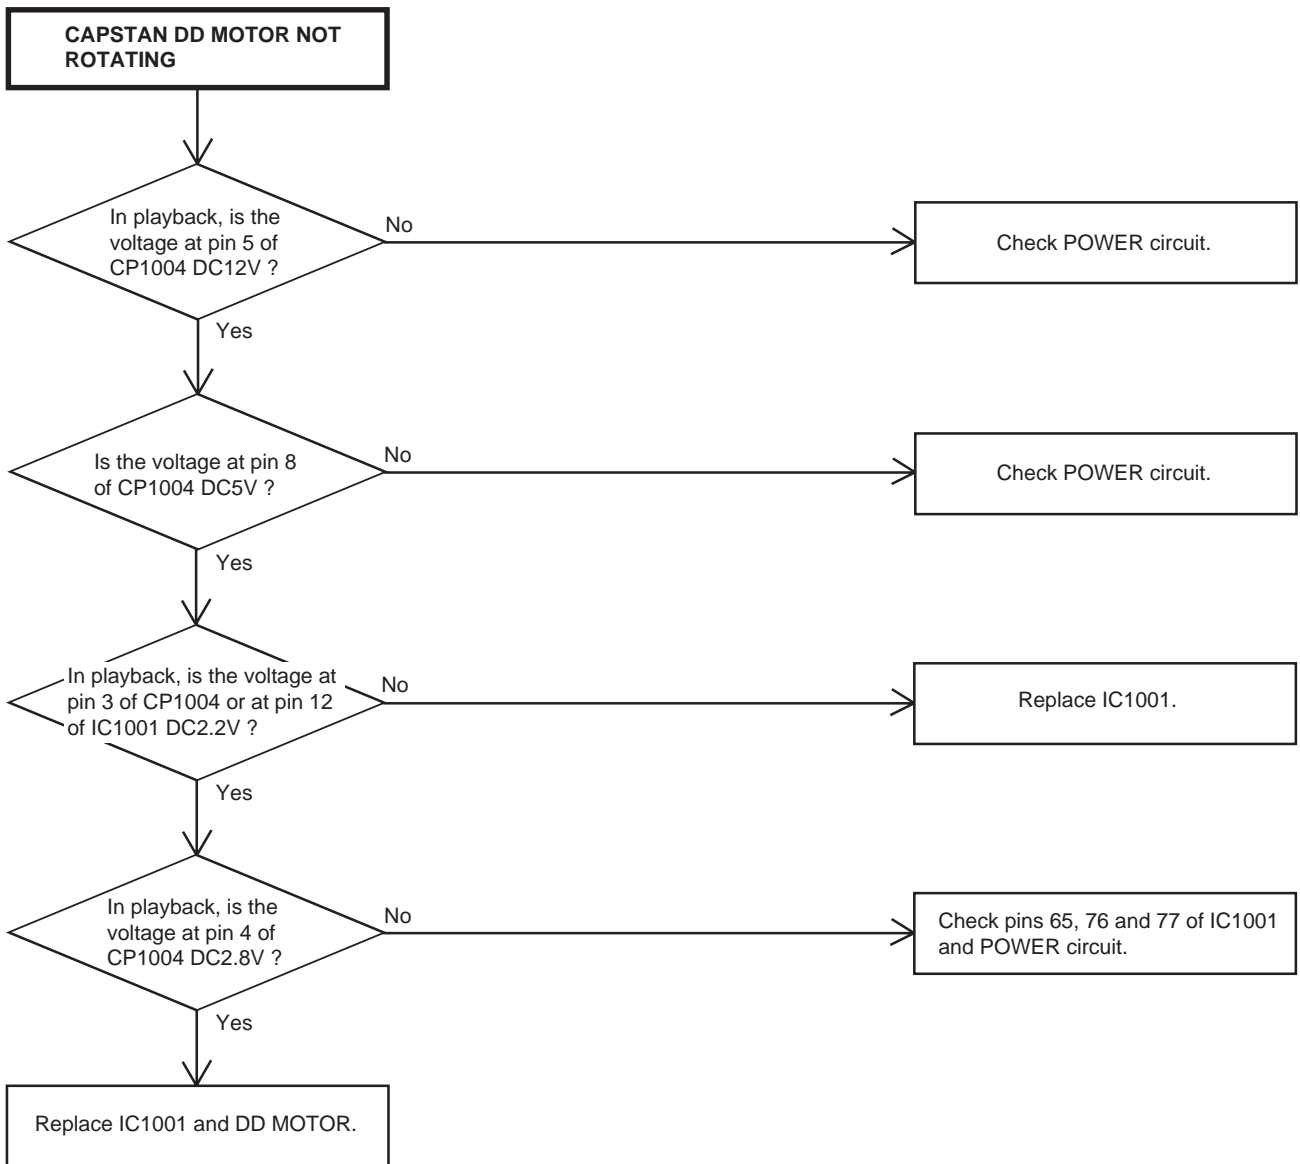 CAPSTAN DD MOTOR NOT
ROTATING
In playback, is the
voltage at pin 5 of
CP1004 DC12V ?
No
Check POWER circuit.
Yes
Is the voltage at pin 8
of CP1004 DC5V ?
No
Check POWER circuit.
Yes
In playback, is the voltage at
pin 3 of CP1004 or at pin 12
of IC1001 DC2.2V ?
No
Replace IC1001.
Yes
In playback, is the
voltage at pin 4 of
CP1004 DC2.8V ?
No
Check pins 65, 76 and 77 of IC1001
and POWER circuit.
Yes
Replace IC1001 and DD MOTOR.